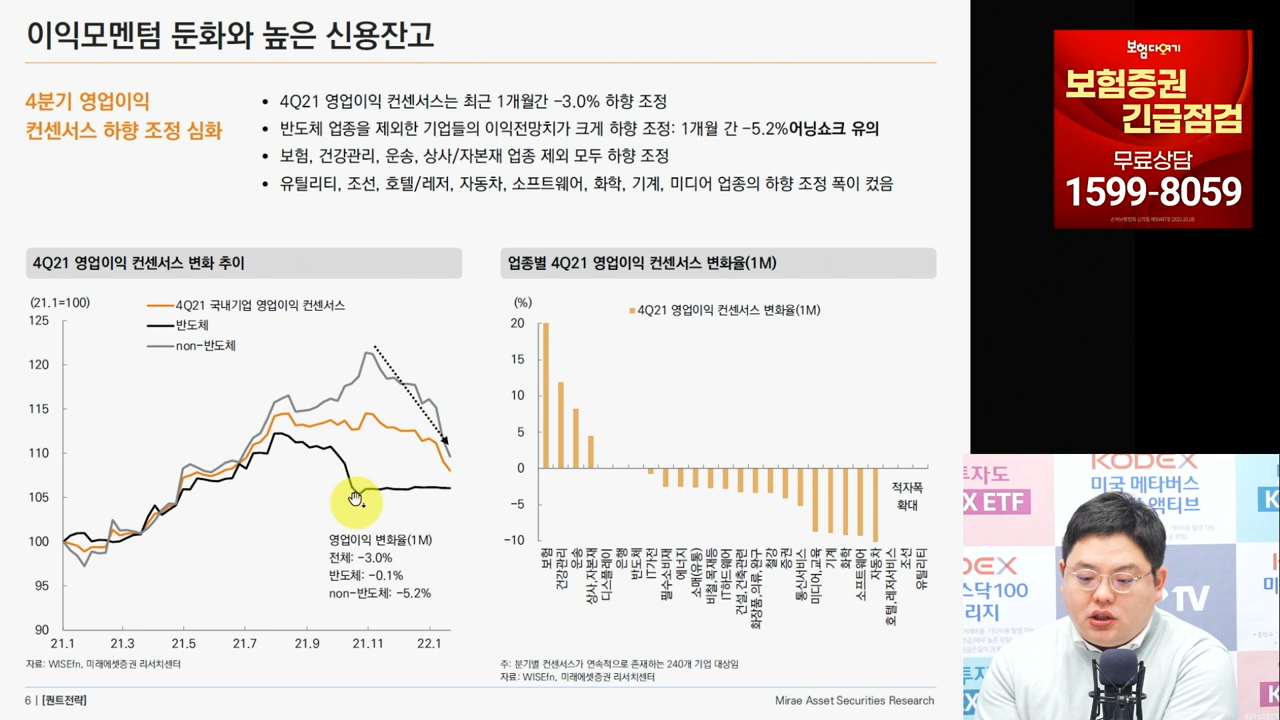 이익모멘텀 둔화와 높은 신용잔고
4분기 영업이익
컨센서스 하향 조정 심화
• 4Q21 영업이익 컨센서스는 최근 1개월간 -3.0% 하향 조정
• 반도체 업종을 제외한 기업들의 이익전망치가 크게 하향 조정: 1개월 간 -5.2%어닝쇼크 유의
• 보험, 건강관리, 운송, 상사/자본재 업종 제외 모두 하향 조정
• 유틸리티, 조선, 호텔/레저, 자동차, 소프트웨어, 화학, 기계, 미디어 업종의 하향 조정 폭이 컸음
4Q21 영업이익 컨센서스 변화 추이
(21.1=100)
4Q21 국내기업 영업이익 컨센서스
반도체
non-반도체
125
120
115
110
105
100
95
90
21.1 21.3 21.5 21.7 21.9 21.11 22.1
영업이익 변화율(1M)
전체: -3.0%
반도체: -0.1%
non-반도체: -5.2%
자료: WISEfn, 미래에셋증권 리서치센터
업종별 4Q21 영업이익 컨센서스 변화율(1M)
(%)
4Q21 영업이익 컨센서스 변화율(1M)
20
15
10
5
0
-5
-10
적자폭
확대
보험
건강관리
운송
상사,자본재
디스플레이
은행
반도체
IT가전
필수소비재
에너지
소매(유통)
비철,목재등
IT하드웨어
건설,건축관련
화장품,의류,완구
철강
증권
통신서비스
미디어,교육
기계
화학
소프트웨어
자동차
호텔,레저서비스
조선
유틸리티
주: 분기별 컨센서스가 연속적으로 존재하는 240개 기업 대상임
자료: WISEfn, 미래에셋증권 리서치센터
6 | [퀀트전략]
Mirae Asset Securities Research
보험다여기
보험증권
긴급점검
무료상담
1599-8059
투자도
X ETF
KODEX
미국 메타버스
액티브
DEX
스닥100
리지
TV